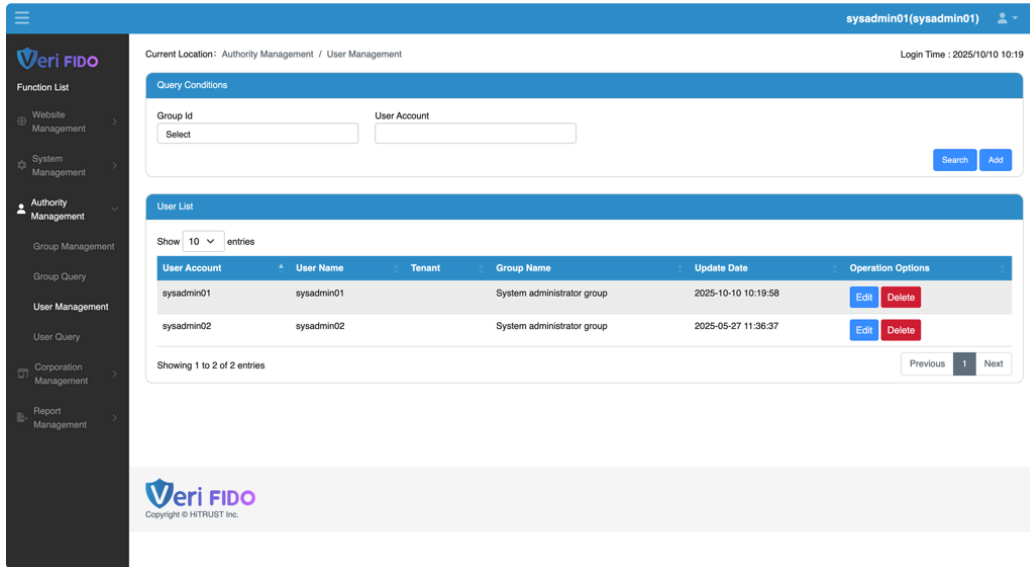 sysadmin01(sysadmin01)
Veri FIDO
Function List
Website
Management
System
Management
Authority
Management
Group Management
Group Query
User Management
User Query
Corporation
Management
Report
Management
Current Location: Authority Management / User Management
Login Time : 2025/10/10 10:19
Query Conditions
Group Id User Account
Select
Search Add
User List
Show 10 entries
User Account User Name Tenant Group Name Update Date Operation Options
sysadmin01 sysadmin01 System administrator group 2025-10-10 10:19:58 Edit Delete
sysadmin02 sysadmin02 System administrator group 2025-05-27 11:36:37 Edit Delete
Showing 1 to 2 of 2 entries
Previous 1 Next
Veri FIDO
Copyright © HiTRUST Inc.